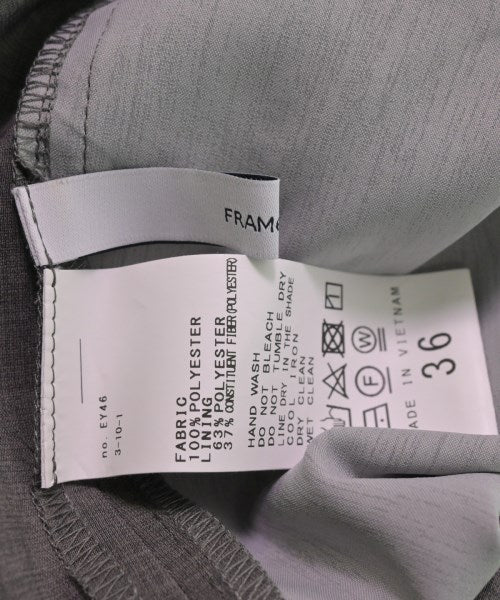 FRAM
no. EY46
3-10-1
FABRIC
100% POLYESTER
LINING
63% POLYESTER
37% CONSTITUENT FIBER(POLYESTER)
HAND WASH
DO NOT BLEACH
DO NOT TUMBLE DRY
LINE DRY IN THE SHADE
COOL IRON
DRY CLEAN
WET CLEAN
F
W
MADE IN VIETNAM
36